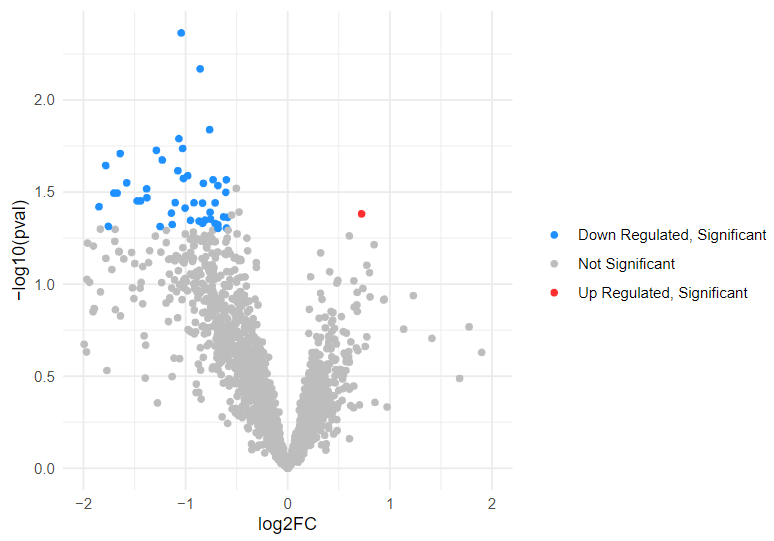 2.0
1.5
1.0
0.5
0.0
−log10(pval)
−2
−1
0
1
2
log2FC
Down Regulated, Significant
Not Significant
Up Regulated, Significant